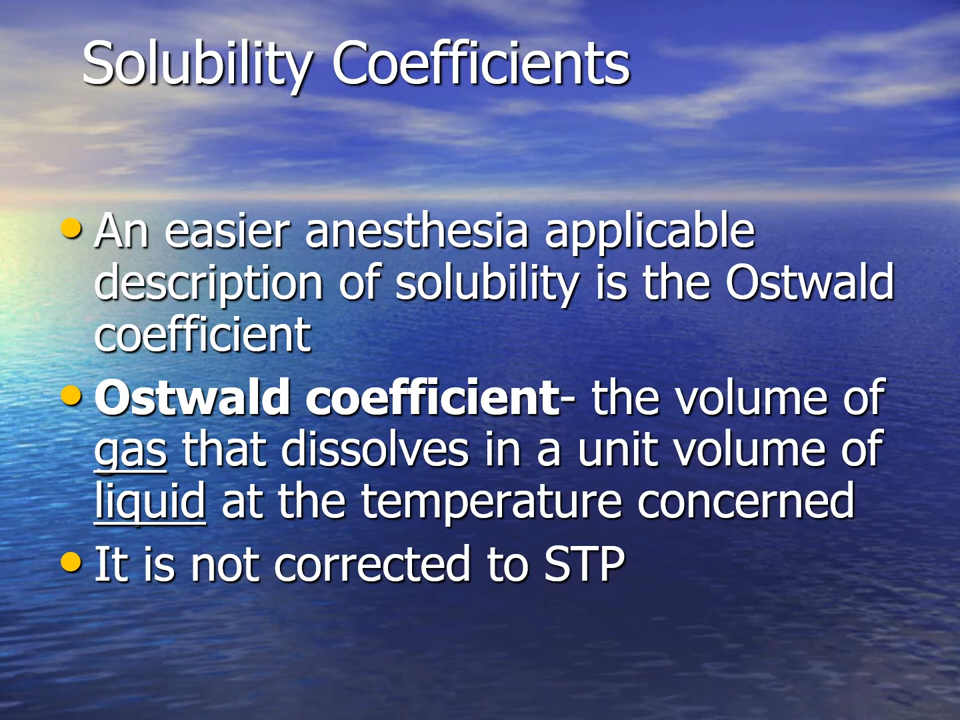 Solubility Coefficients
• An easier anesthesia applicable
description of solubility is the Ostwald
coefficient
• Ostwald coefficient- the volume of
gas that dissolves in a unit volume of
liquid at the temperature concerned
• It is not corrected to STP